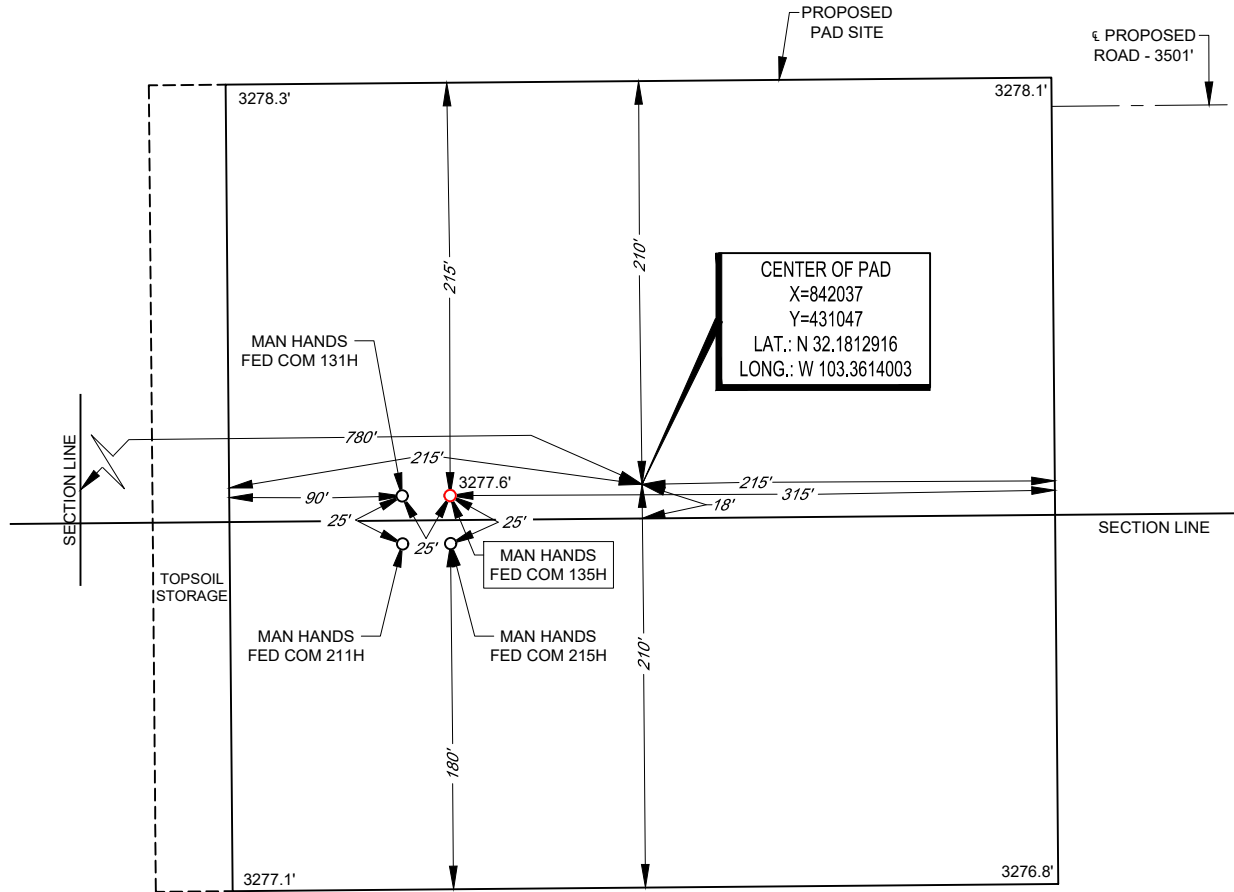 PROPOSED
PAD SITE
℄ PROPOSED
ROAD - 3501'
3278.3'
3278.1'
215'
210'
CENTER OF PAD
X=842037
Y=431047
LAT.: N 32.1812916
LONG.: W 103.3614003
MAN HANDS
FED COM 131H
780'
215'
3277.6'
215'
90'
315'
18'
SECTION LINE
25'
25'
25'
SECTION LINE
MAN HANDS
FED COM 135H
TOPSOIL
STORAGE
MAN HANDS
FED COM 211H
MAN HANDS
FED COM 215H
210'
180'
3277.1'
3276.8'